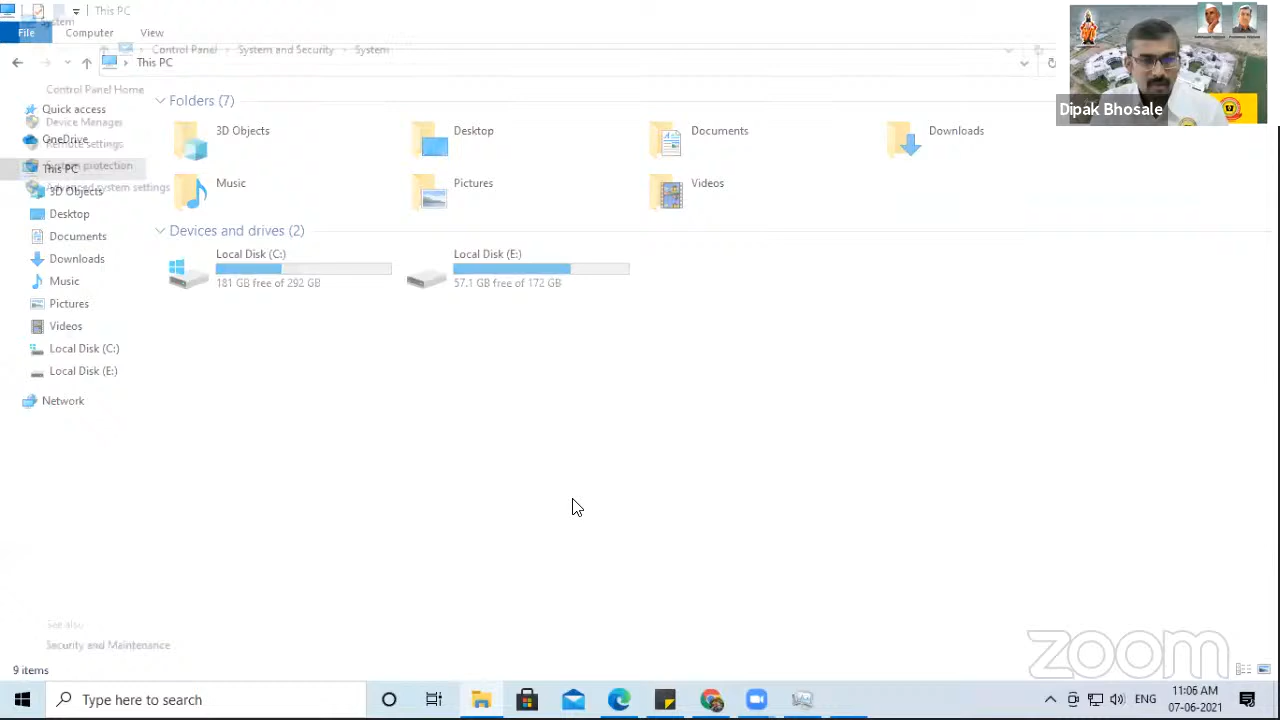 This PC
System
File
Computer
View
Control Panel
System and Security
System
This PC
Control Panel Home
Quick access
Device Manager
OneDrive
Remote settings
This PC
System protection
Advanced system settings
3D Objects
Desktop
Documents
Downloads
Music
Pictures
Videos
Local Disk (C:)
Local Disk (E:)
Network
Folders (7)
3D Objects
Desktop
Documents
Downloads
Music
Pictures
Videos
Devices and drives (2)
Local Disk (C:)
181 GB free of 292 GB
Local Disk (E:)
57.1 GB free of 172 GB
Dipak Bhosale
See also
Security and Maintenance
9 items
zoom
Type here to search
ENG
11:06 AM
07-06-2021